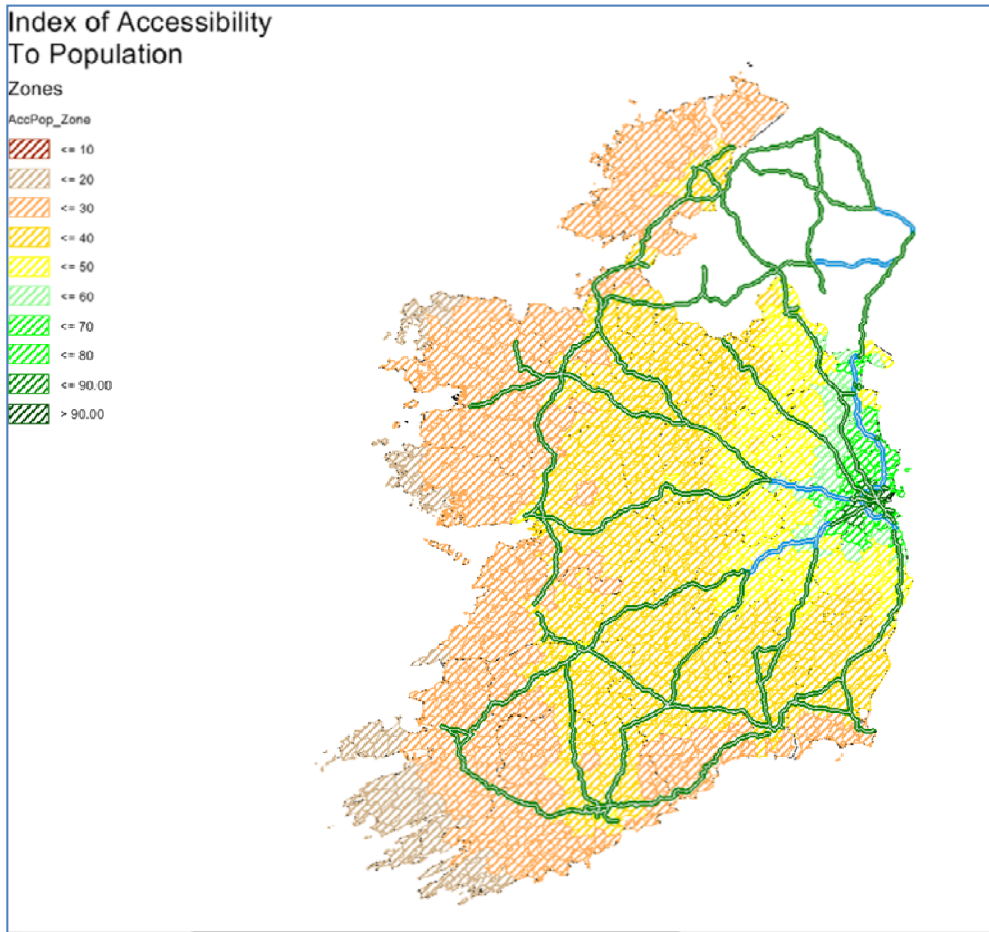 Index of Accessibility
To Population
Zones
AccPop_Zone
<= 10
<= 20
<= 30
<= 40
<= 50
<= 60
<= 70
<= 80
<= 90.00
> 90.00